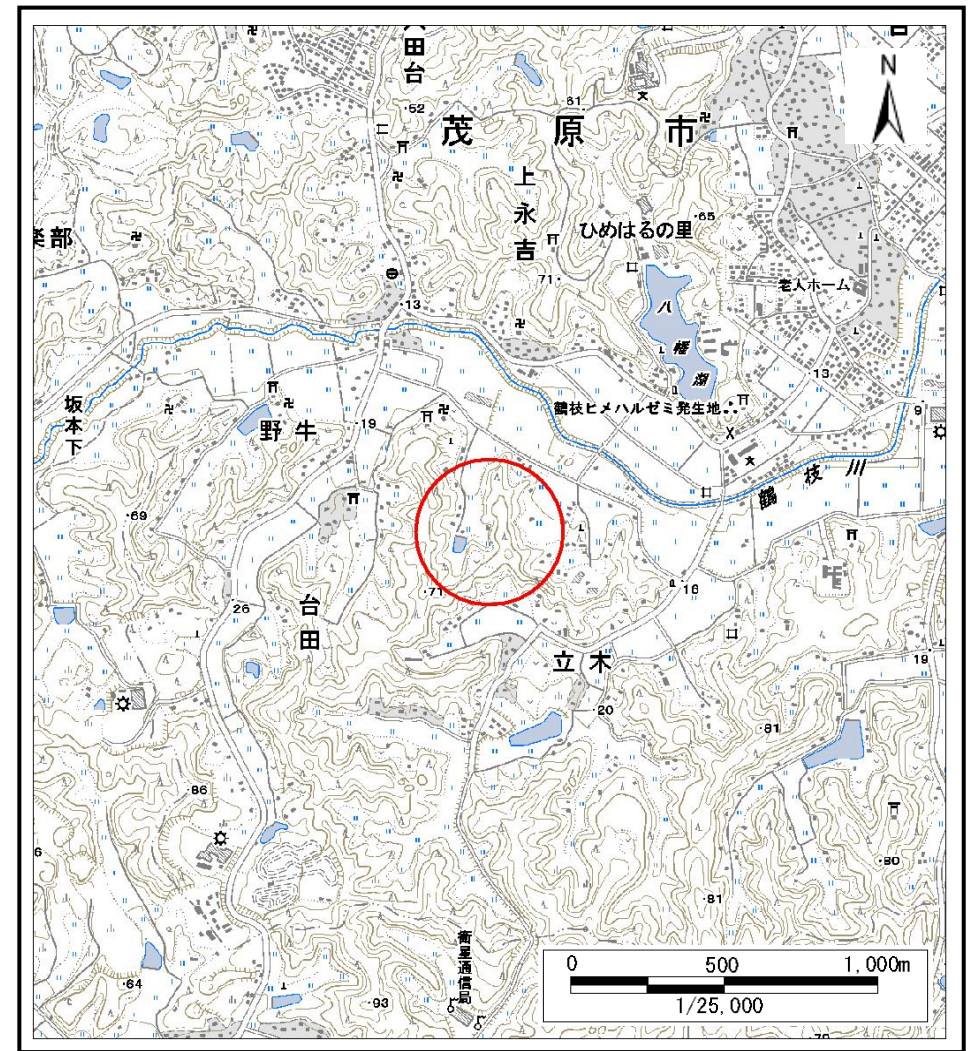 田台
52
61
茂原市
N
上永吉
65
ひめはるの里
楽部
71
老人ホーム
13
八幡湖
13
坂本下
鶴枝ヒメハルゼミ発生地
9
野牛
19
鶴枝川
69
71
18
26
台田
立木
19
20
81
86
80
6
81
衛星通信局
0 500 1,000m
64
93
1/25,000